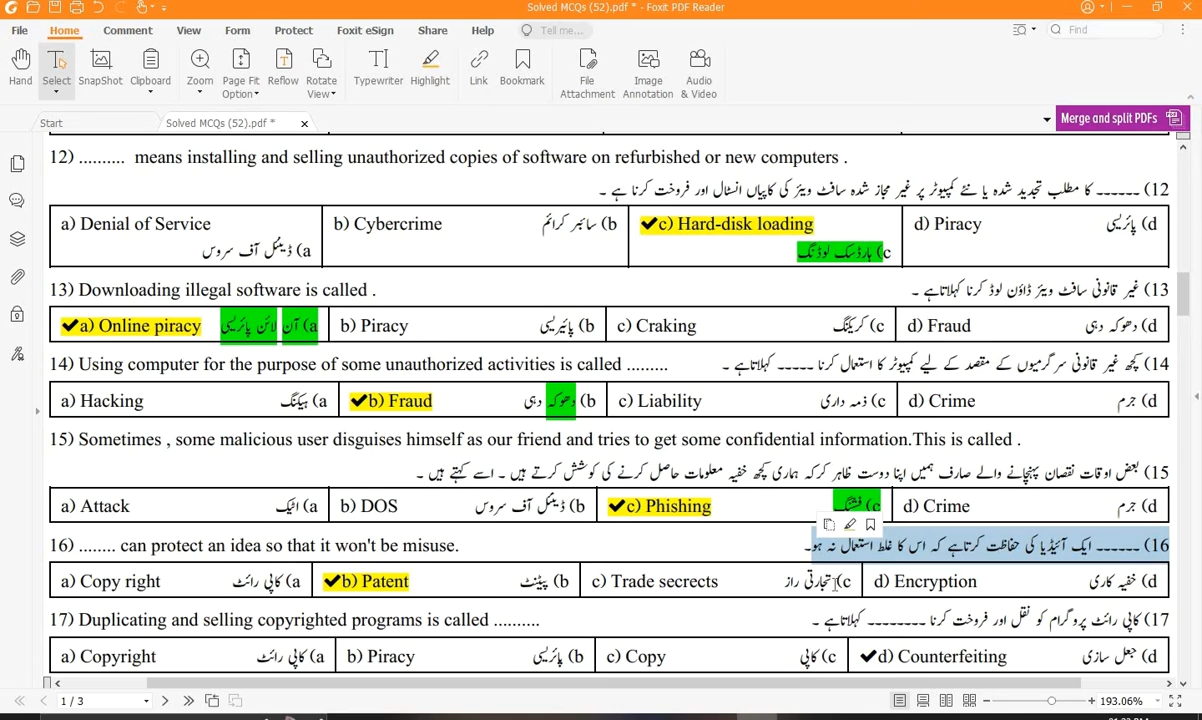 Solved MCQs (52).pdf * - Foxit PDF Reader
File Home Comment View Form Protect Foxit eSign Share Help Tell me... Find
Hand Select SnapShot Clipboard Zoom Page Fit Option Reflow Rotate View Typewriter Highlight Link Bookmark File Attachment Image Annotation Audio & Video
Start Solved MCQs (52).pdf * Merge and split PDFs
12) .......... means installing and selling unauthorized copies of software on refurbished or new computers .
12) ۔۔۔۔۔۔ کا مطلب تجدید شدہ یا نئے کمپیوٹر پر غیر مجاز شدہ سافٹ ویئر کی کاپیاں انسٹال اور فروخت کرنا ہے ۔
a) Denial of Service b) Cybercrime b) سائبر کرائم ✔c) Hard-disk loading d) Piracy d) پائریسی
a) ڈینئل آف سروس c) ہارڈسک لوڈنگ
13) Downloading illegal software is called . 13) غیر قانونی سافٹ ویئر ڈاؤن لوڈ کرنا کہلاتاہے ۔
✔a) Online piracy a) آن لائن پائریسی b) Piracy b) پائیریسی c) Craking c) کریکنگ d) Fraud d) دھوکہ دہی
14) Using computer for the purpose of some unauthorized activities is called ......... 14) کچھ غیر قانونی سرگرمیوں کے مقصد کے لیے کمپیوٹر کا استعمال کرنا ۔۔۔۔۔ کہلاتاہے ۔
a) Hacking a) ہیکنگ ✔b) Fraud b) دھوکہ دہی c) Liability c) ذمہ داری d) Crime d) جرم
15) Sometimes , some malicious user disguises himself as our friend and tries to get some confidential information.This is called .
15) بعض اوقات نقصان پہنچانے والے صارف ہمیں اپنا دوست ظاہر کرکہ ہماری کچھ خفیہ معلومات حاصل کرنے کی کوشش کرتے ہیں ۔ اسے کہتے ہیں ۔
a) Attack a) اٹیک b) DOS b) ڈینئل آف سروس ✔c) Phishing c) فشنگ d) Crime d) جرم
16) ........ can protect an idea so that it won't be misuse. 16) ۔۔۔۔۔۔ ایک آئیڈیا کی حفاظت کرتاہے کہ اس کا غلط استعمال نہ ہو۔
a) Copy right a) کاپی رائٹ ✔b) Patent b) پیٹنٹ c) Trade secrects c) تجارتی راز d) Encryption d) خفیہ کاری
17) Duplicating and selling copyrighted programs is called .......... 17) کاپی رائٹ پروگرام کو نقل اور فروخت کرنا ۔۔۔۔۔۔۔۔ کہلاتاہے ۔
a) Copyright a) کاپی رائٹ b) Piracy b) پائریسی c) Copy c) کاپی ✔d) Counterfeiting d) جعل سازی
1 / 3 193.06%